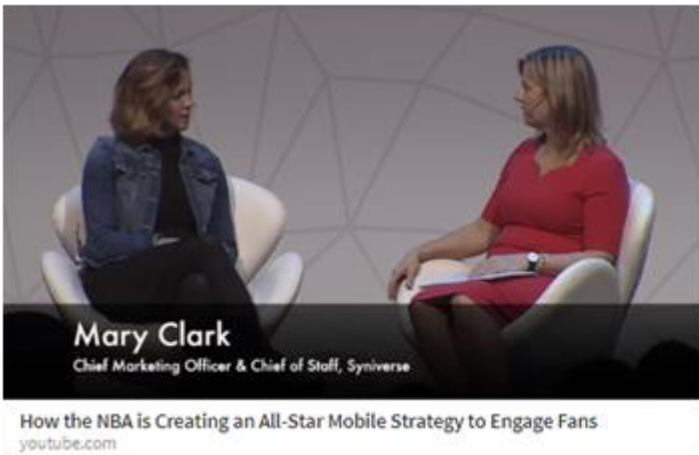 Mary Clark
Chief Marketing Officer & Chief of Staff, Syniverse
How the NBA is Creating an All-Star Mobile Strategy to Engage Fans
youtube.com